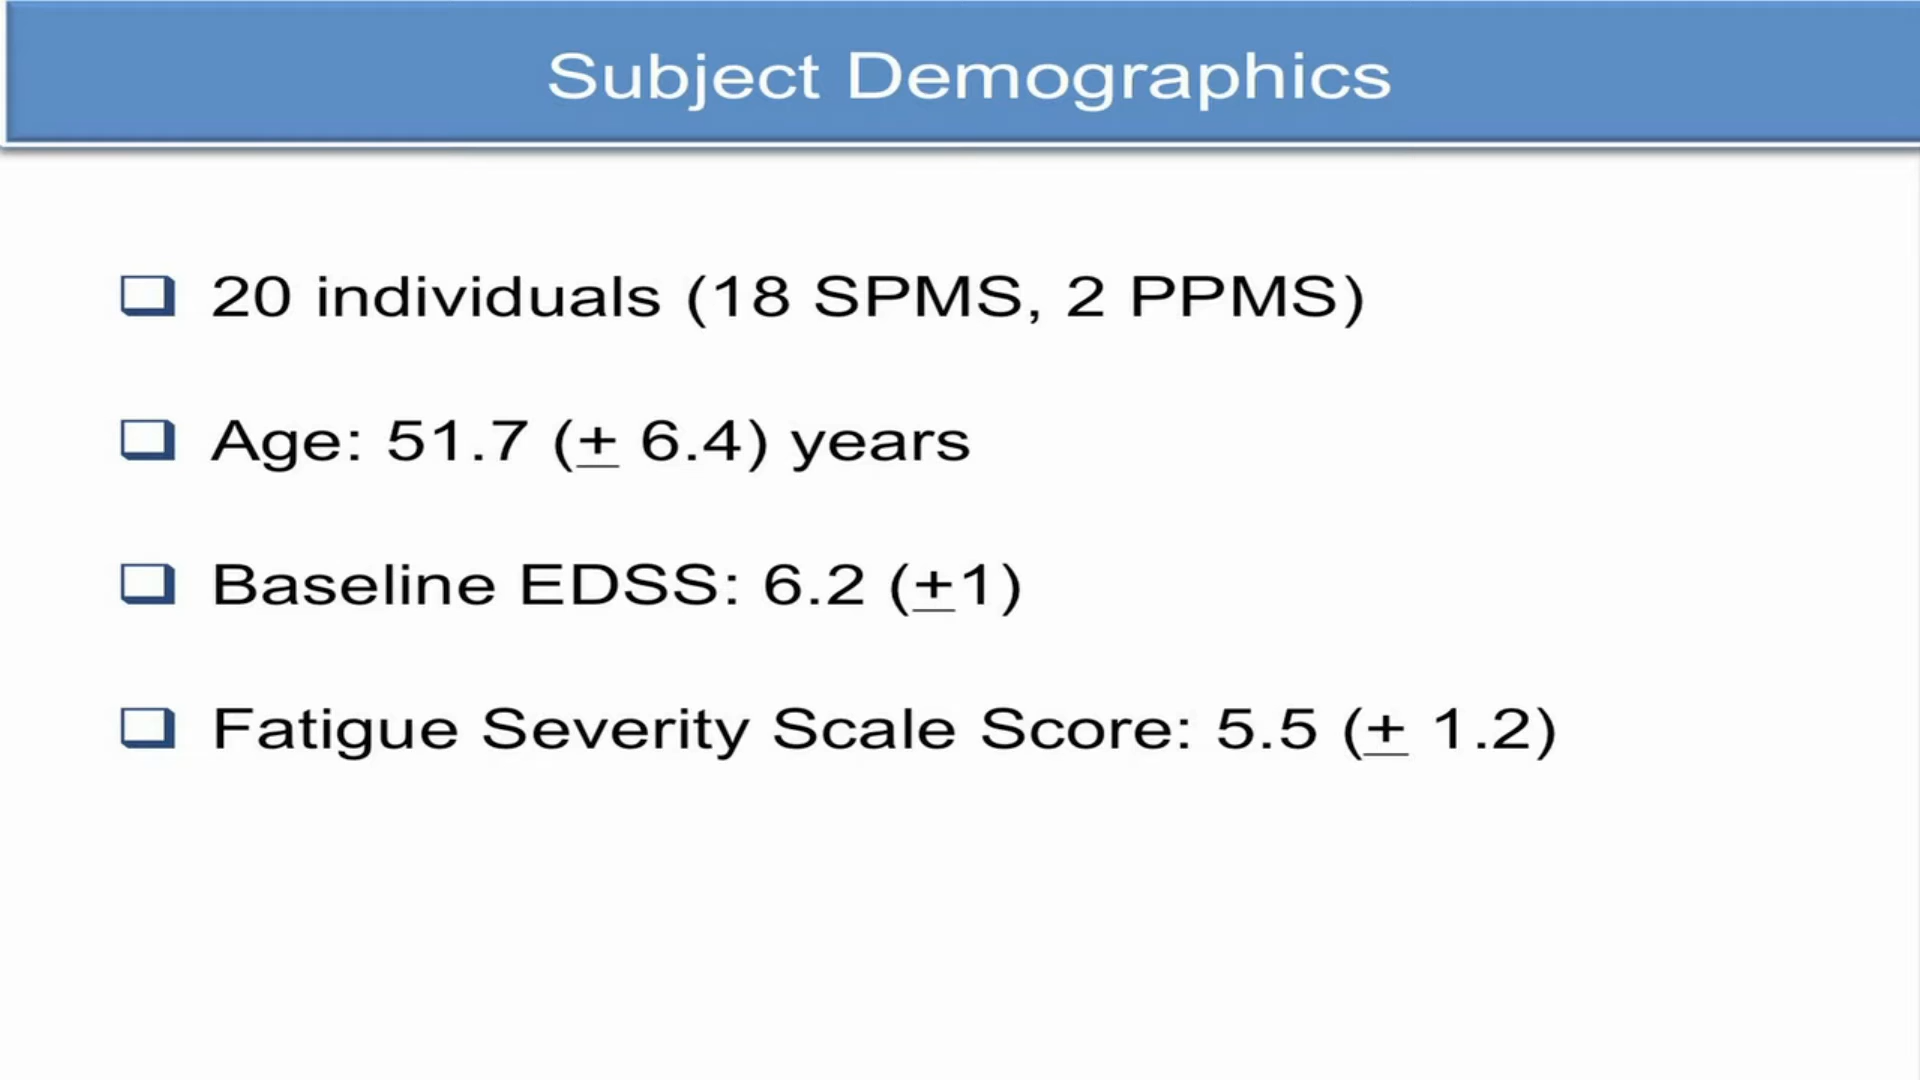 Subject Demographics
20 individuals (18 SPMS, 2 PPMS)
Age: 51.7 (± 6.4) years
Baseline EDSS: 6.2 (±1)
Fatigue Severity Scale Score: 5.5 (± 1.2)